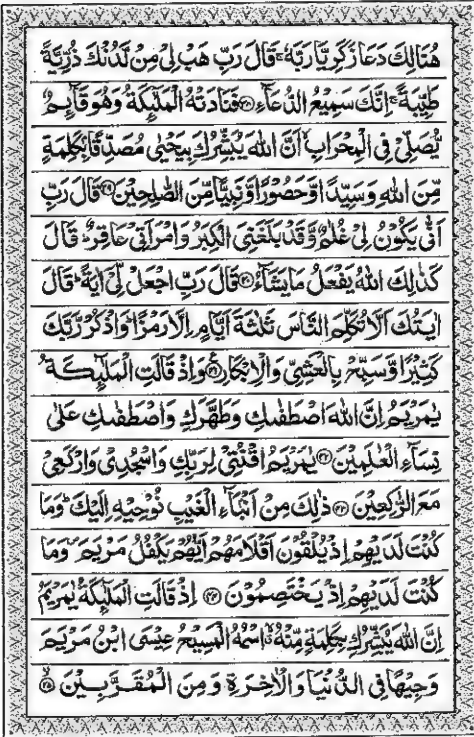 هُنَالِكَ دَعَا زَكَرِيَّا رَبَّهٗ ۚ قَالَ رَبِّ هَبْ لِیْ مِنْ لَّدُنْكَ ذُرِّيَّةً
طَيِّبَةً ۚ اِنَّكَ سَمِيْعُ الدُّعَآءِ ﴿۳۸﴾ فَنَادَتْهُ الْمَلٰٓئِكَةُ وَهُوَ قَآئِمٌ
يُّصَلِّیْ فِی الْمِحْرَابِ ۙ اَنَّ اللّٰهَ يُبَشِّرُكَ بِيَحْيٰى مُصَدِّقًۢا بِكَلِمَةٍ
مِّنَ اللّٰهِ وَسَيِّدًا وَّحَصُوْرًا وَّنَبِيًّا مِّنَ الصّٰلِحِيْنَ ﴿۳۹﴾ قَالَ رَبِّ
اَنّٰى يَكُوْنُ لِیْ غُلٰمٌ وَّقَدْ بَلَغَنِیَ الْكِبَرُ وَامْرَاَتِیْ عَاقِرٌ ؕ قَالَ
كَذٰلِكَ اللّٰهُ يَفْعَلُ مَا يَشَآءُ ﴿۴۰﴾ قَالَ رَبِّ اجْعَلْ لِّیْۤ اٰيَةً ؕ قَالَ
اٰيَتُكَ اَلَّا تُكَلِّمَ النَّاسَ ثَلٰثَةَ اَيَّامٍ اِلَّا رَمْزًا ؕ وَاذْكُرْ رَّبَّكَ
كَثِيْرًا وَّسَبِّحْ بِالْعَشِیِّ وَالْاِبْكَارِ ﴿۴۱﴾ وَاِذْ قَالَتِ الْمَلٰٓئِكَةُ
يٰمَرْيَمُ اِنَّ اللّٰهَ اصْطَفٰىكِ وَطَهَّرَكِ وَاصْطَفٰىكِ عَلٰى
نِسَآءِ الْعٰلَمِيْنَ ﴿۴۲﴾ يٰمَرْيَمُ اقْنُتِیْ لِرَبِّكِ وَاسْجُدِیْ وَارْكَعِیْ
مَعَ الرّٰكِعِيْنَ ﴿۴۳﴾ ذٰلِكَ مِنْ اَنْۢبَآءِ الْغَيْبِ نُوْحِيْهِ اِلَيْكَ ؕ وَمَا
كُنْتَ لَدَيْهِمْ اِذْ يُلْقُوْنَ اَقْلَامَهُمْ اَيُّهُمْ يَكْفُلُ مَرْيَمَ ۪ وَمَا
كُنْتَ لَدَيْهِمْ اِذْ يَخْتَصِمُوْنَ ﴿۴۴﴾ اِذْ قَالَتِ الْمَلٰٓئِكَةُ يٰمَرْيَمُ
اِنَّ اللّٰهَ يُبَشِّرُكِ بِكَلِمَةٍ مِّنْهُ ۖ اسْمُهُ الْمَسِيْحُ عِيْسَى ابْنُ مَرْيَمَ
وَجِيْهًا فِی الدُّنْيَا وَالْاٰخِرَةِ وَمِنَ الْمُقَرَّبِيْنَ ﴿۴۵﴾